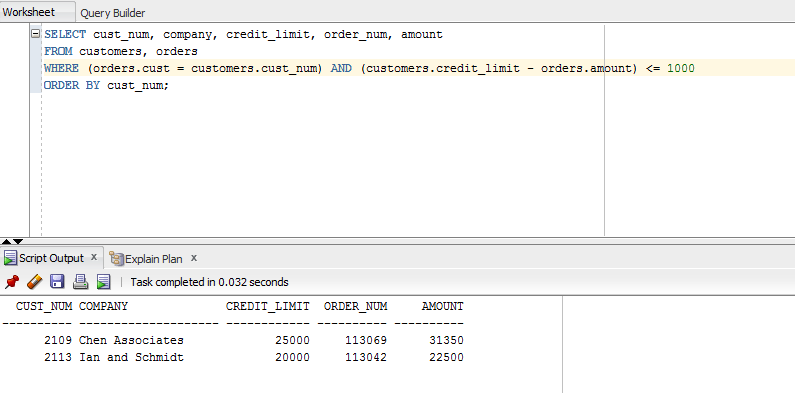 Worksheet Query Builder
SELECT cust_num, company, credit_limit, order_num, amount
FROM customers, orders
WHERE (orders.cust = customers.cust_num) AND (customers.credit_limit - orders.amount) <= 1000
ORDER BY cust_num;
Script Output x Explain Plan x
Task completed in 0.032 seconds
CUST_NUM COMPANY CREDIT_LIMIT ORDER_NUM AMOUNT
---------- -------------------- ------------ ---------- ----------
2109 Chen Associates 25000 113069 31350
2113 Ian and Schmidt 20000 113042 22500